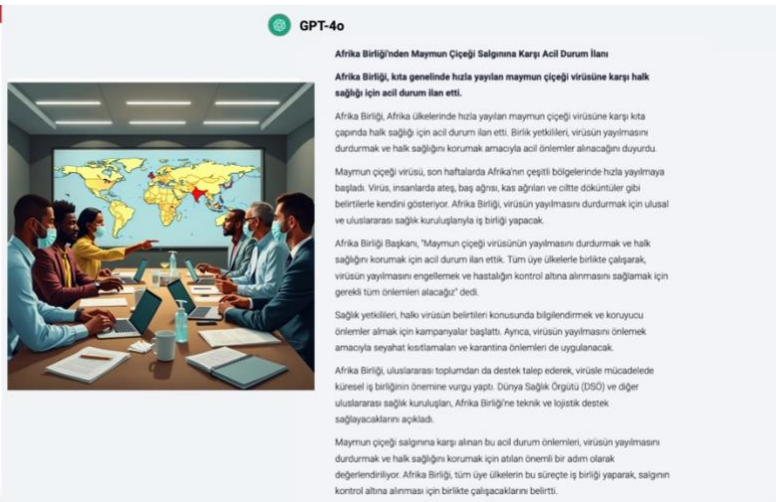 GPT-4o
Afrika Birliği'nden Maymun Çiçeği Salgınına Karşı Acil Durum İlanı
Afrika Birliği, kıta genelinde hızla yayılan maymun çiçeği virüsüne karşı halk
sağlığı için acil durum ilan etti.
Afrika Birliği, Afrika ülkelerinde hızla yayılan maymun çiçeği virüsüne karşı kıta
çapında halk sağlığı için acil durum ilan etti. Birlik yetkilileri, virüsün yayılmasını
durdurmak ve halk sağlığını korumak amacıyla acil önlemler alınacağını duyurdu.
Maymun çiçeği virüsü, son haftalarda Afrika'nın çeşitli bölgelerinde hızla yayılmaya
başladı. Virüs, insanlarda ateş, baş ağrısı, kas ağrıları ve ciltte döküntüler gibi
belirtilerle kendini gösteriyor. Afrika Birliği, virüsün yayılmasını durdurmak için ulusal
ve uluslararası sağlık kuruluşlarıyla iş birliği yapacak.
Afrika Birliği Başkanı, "Maymun çiçeği virüsünün yayılmasını durdurmak ve halk
sağlığını korumak için acil durum ilan ettik. Tüm üye ülkelerle birlikte çalışarak,
virüsün yayılmasını engellemek ve hastalığın kontrol altına alınmasını sağlamak için
gerekli tüm önlemleri alacağız" dedi.
Sağlık yetkilileri, halkı virüsün belirtileri konusunda bilgilendirmek ve koruyucu
önlemler almak için kampanyalar başlattı. Ayrıca, virüsün yayılmasını önlemek
amacıyla seyahat kısıtlamaları ve karantina önlemleri de uygulanacak.
Afrika Birliği, uluslararası toplumdan da destek talep ederek, virüsle mücadelede
küresel iş birliğinin önemine vurgu yaptı. Dünya Sağlık Örgütü (DSÖ) ve diğer
uluslararası sağlık kuruluşları, Afrika Birliği'ne teknik ve lojistik destek
sağlayacaklarını açıkladı.
Maymun çiçeği salgınına karşı alınan bu acil durum önlemleri, virüsün yayılmasını
durdurmak ve halk sağlığını korumak için atılan önemli bir adım olarak
değerlendiriliyor. Afrika Birliği, tüm üye ülkelerin bu süreçte iş birliği yaparak, salgının
kontrol altına alınması için birlikte çalışacaklarını belirtti.